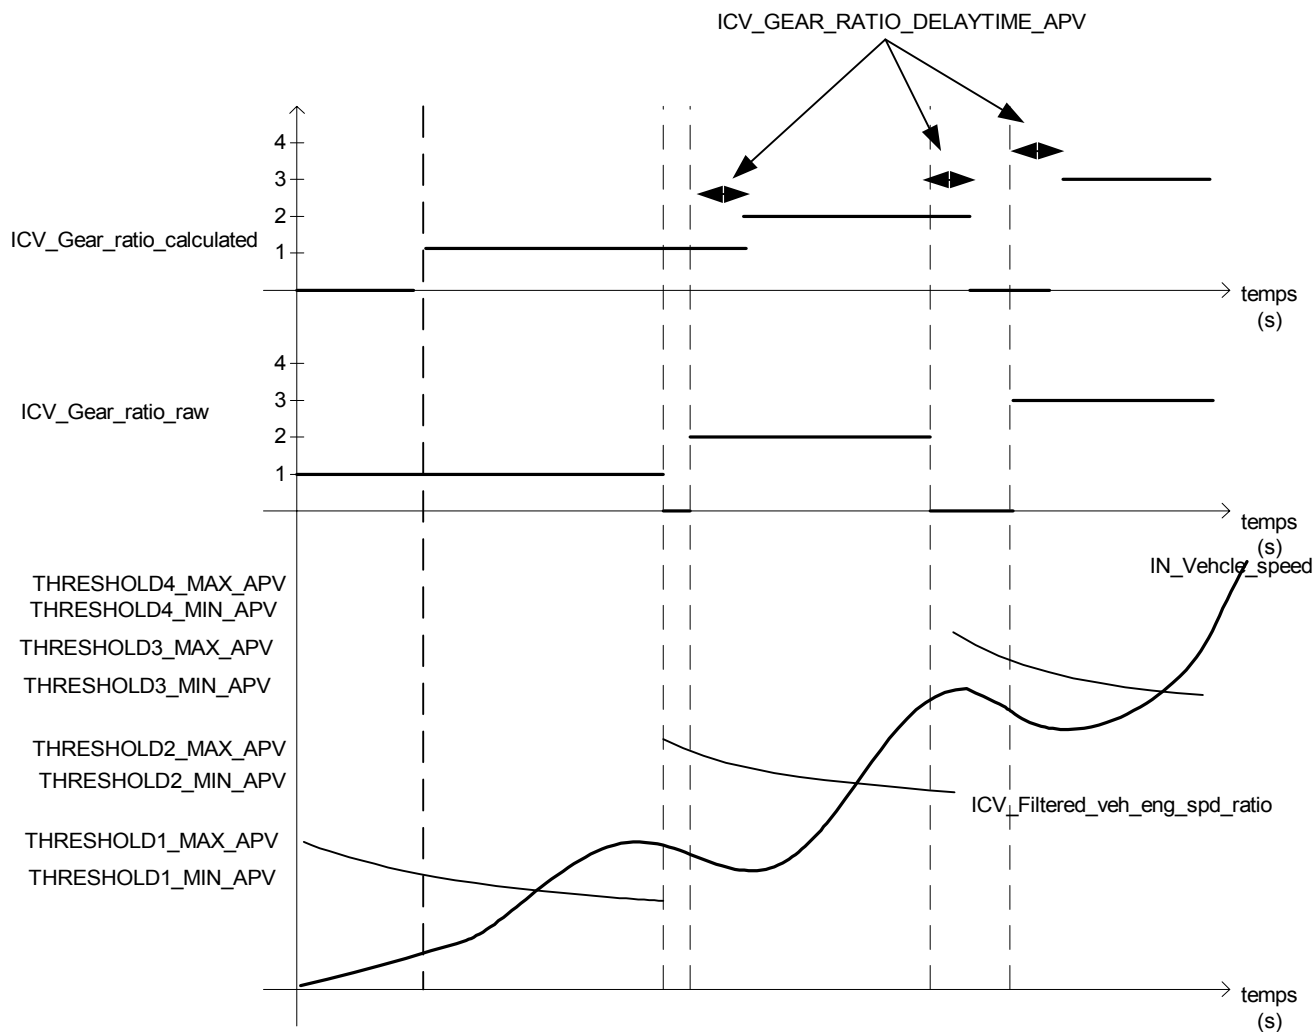 ICV_GEAR_RATIO_DELAYTIME_APV
4
3
2
1
ICV_Gear_ratio_calculated
temps
(s)
4
3
2
1
ICV_Gear_ratio_raw
temps
(s)
IN_Vehcle_speed
THRESHOLD4_MAX_APV
THRESHOLD4_MIN_APV
THRESHOLD3_MAX_APV
THRESHOLD3_MIN_APV
THRESHOLD2_MAX_APV
THRESHOLD2_MIN_APV
ICV_Filtered_veh_eng_spd_ratio
THRESHOLD1_MAX_APV
THRESHOLD1_MIN_APV
temps
(s)